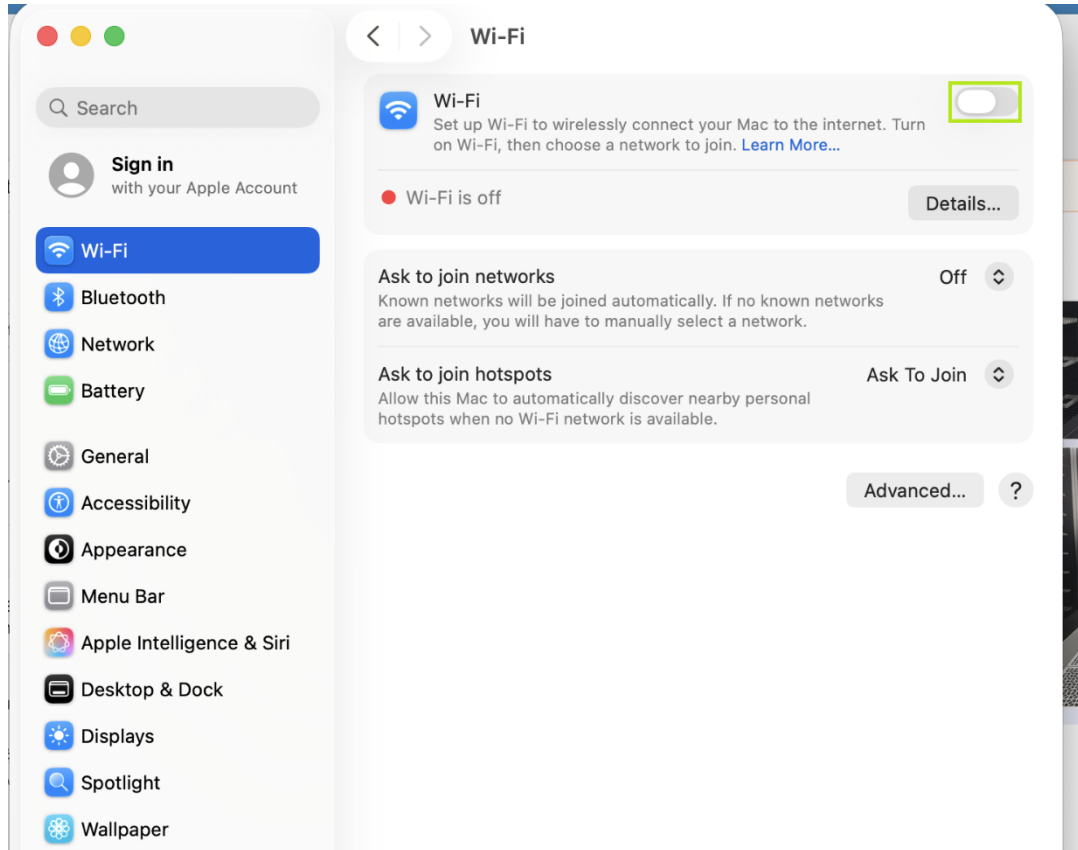 Wi-Fi
Search
Sign in
with your Apple Account
Wi-Fi
Bluetooth
Network
Battery
General
Accessibility
Appearance
Menu Bar
Apple Intelligence & Siri
Desktop & Dock
Displays
Spotlight
Wallpaper
Wi-Fi
Set up Wi-Fi to wirelessly connect your Mac to the internet. Turn
on Wi-Fi, then choose a network to join. Learn More...
Wi-Fi is off
Details...
Ask to join networks
Off
Known networks will be joined automatically. If no known networks
are available, you will have to manually select a network.
Ask to join hotspots
Ask To Join
Allow this Mac to automatically discover nearby personal
hotspots when no Wi-Fi network is available.
Advanced...
?